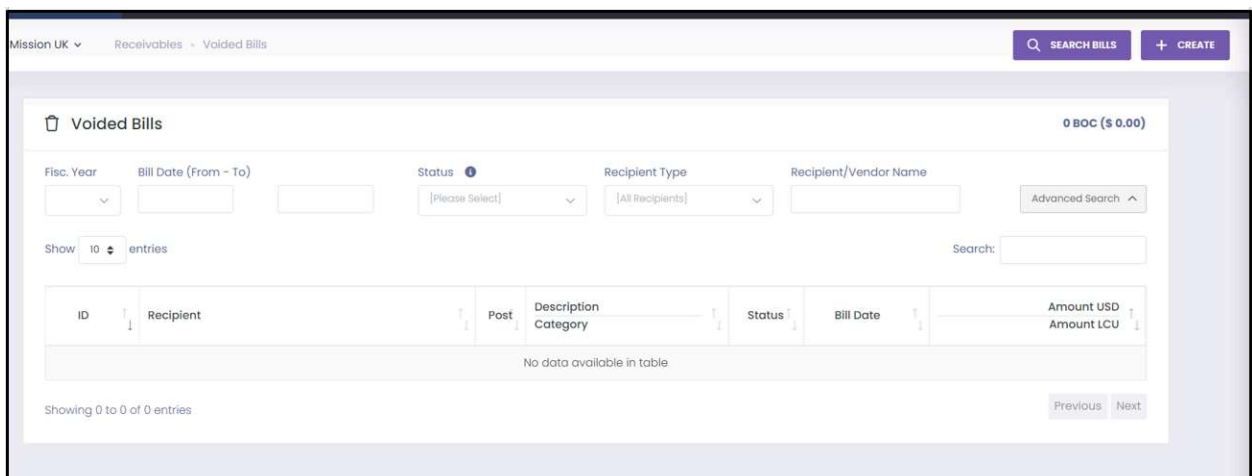 Mission UK Receivables - Voided Bills SEARCH BILLS + CREATE
Voided Bills 0 BOC ($ 0.00)
Fisc. Year Bill Date (From - To) Status Recipient Type Recipient/Vendor Name
[Please Select] [All Recipients] Advanced Search
Show 10 entries Search:
ID Recipient Post Description Status Bill Date Amount USD
Category Amount LCU
No data available in table
Showing 0 to 0 of 0 entries Previous Next